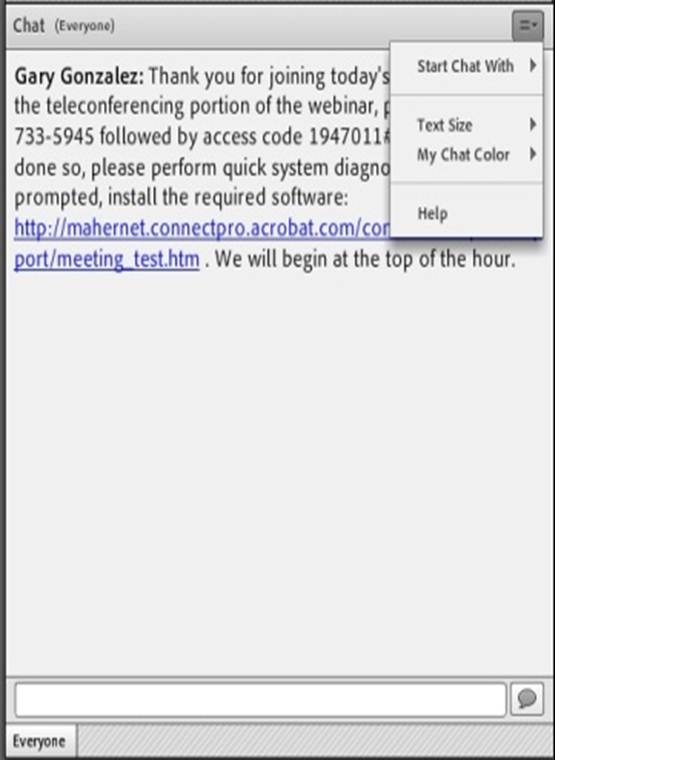 Chat (Everyone)
Start Chat With
Text Size
My Chat Color
Help
Gary Gonzalez: Thank you for joining today's
the teleconferencing portion of the webinar,
733-5945 followed by access code 1947011#
done so, please perform quick system
prompted, install the required software:
http://mahernet.connectpro.acrobat.com/
port/meeting_test.htm . We will begin at the top of the hour.
Everyone